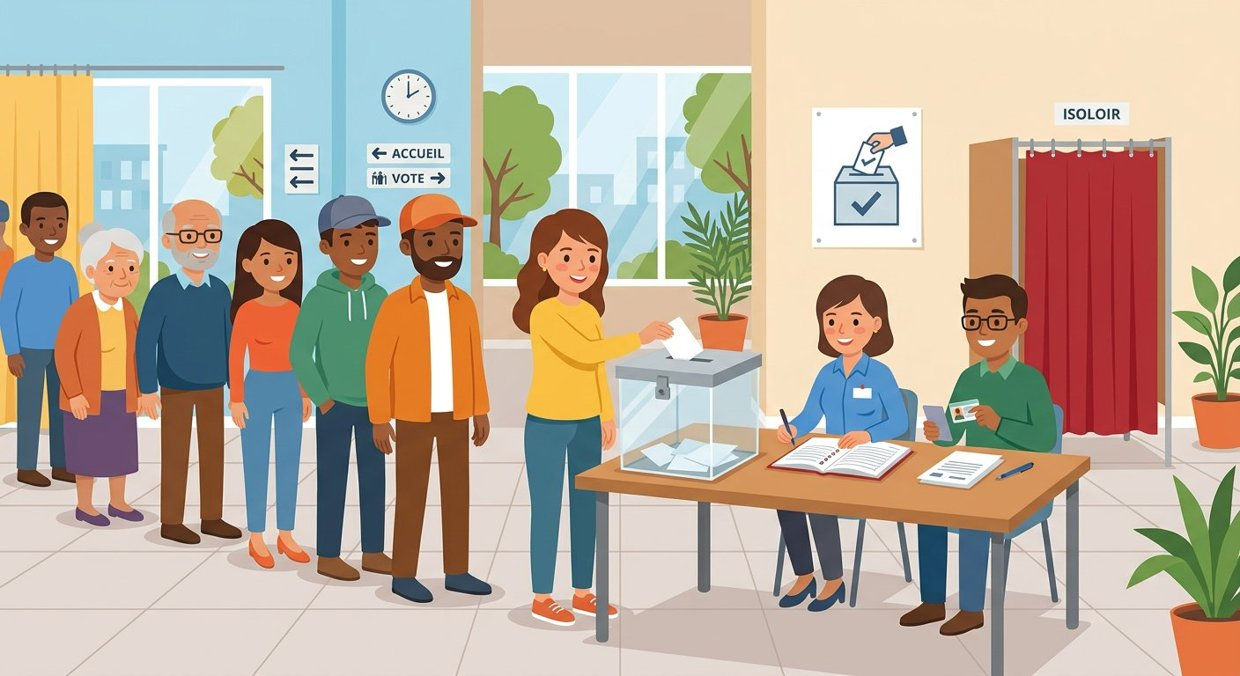 ← ACCUEIL
VOTE →
ISOLOIR